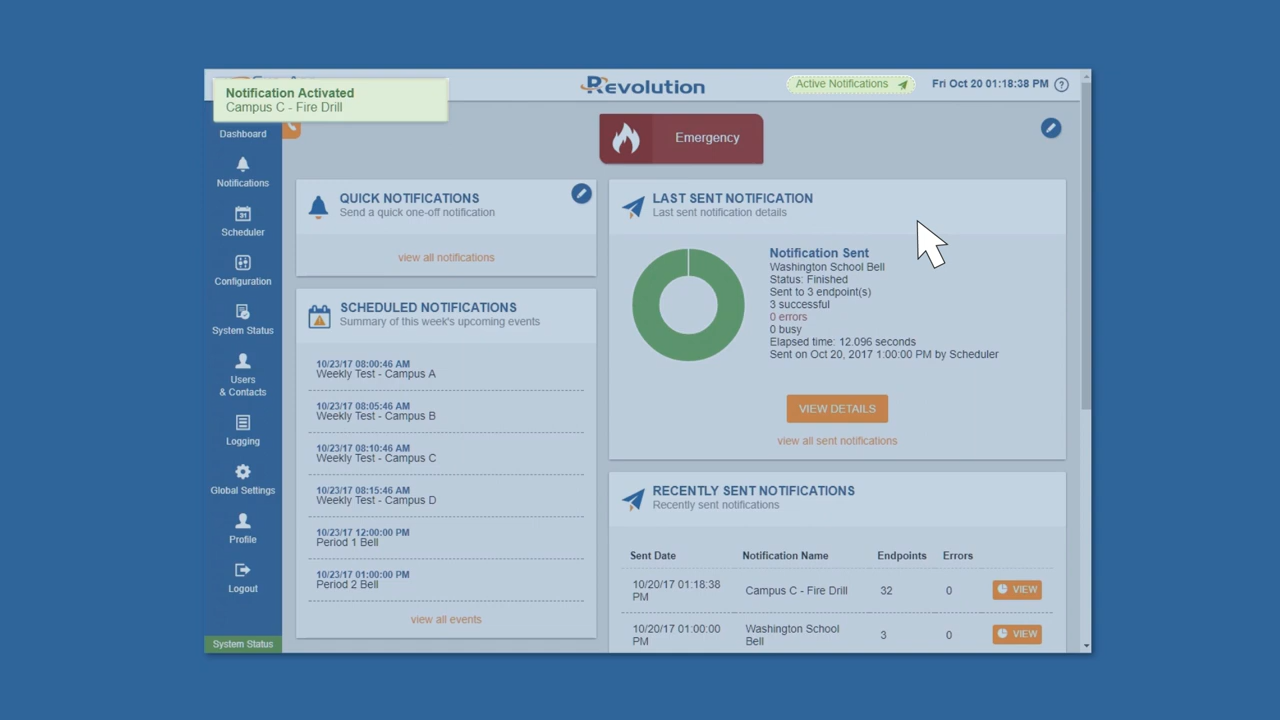 Notification Activated
Campus C - Fire Drill
Revolution
Active Notifications
Fri Oct 20 01:18:38 PM ?
Dashboard
Notifications
31
Scheduler
Configuration
System Status
Users
& Contacts
Logging
Global Settings
Profile
Logout
System Status
Emergency
QUICK NOTIFICATIONS
Send a quick one-off notification
view all notifications
SCHEDULED NOTIFICATIONS
Summary of this week's upcoming events
10/23/17 08:00:46 AM
Weekly Test - Campus A
10/23/17 08:05:46 AM
Weekly Test - Campus B
10/23/17 08:10:46 AM
Weekly Test - Campus C
10/23/17 08:15:46 AM
Weekly Test - Campus D
10/23/17 12:00:00 PM
Period 1 Bell
10/23/17 01:00:00 PM
Period 2 Bell
view all events
LAST SENT NOTIFICATION
Last sent notification details
Notification Sent
Washington School Bell
Status: Finished
Sent to 3 endpoint(s)
3 successful
0 errors
0 busy
Elapsed time: 12.096 seconds
Sent on Oct 20, 2017 1:00:00 PM by Scheduler
VIEW DETAILS
view all sent notifications
RECENTLY SENT NOTIFICATIONS
Recently sent notifications
Sent Date Notification Name Endpoints Errors
10/20/17 01:18:38
PM
Campus C - Fire Drill 32 0 VIEW
10/20/17 01:00:00
PM
Washington School
Bell
3 0 VIEW